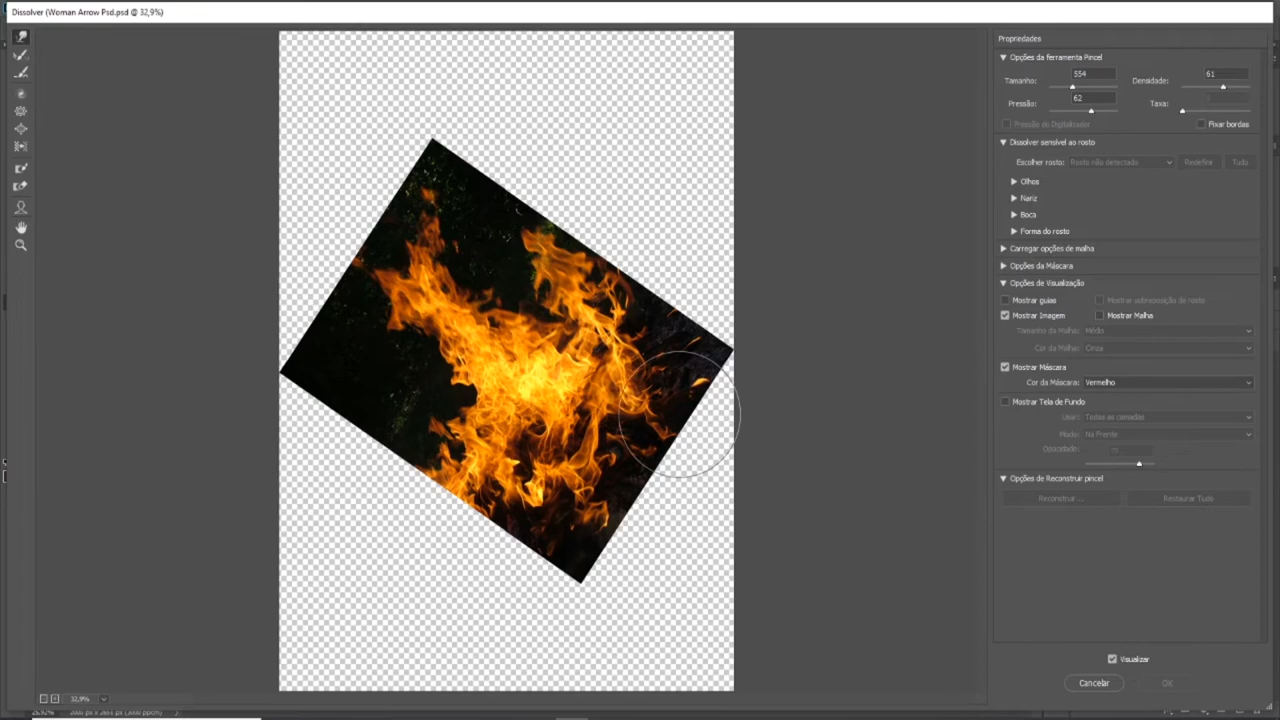 Dissolver (Woman Arrow Psd.psd @ 32,9%)
Propriedades
Opções da ferramenta Pincel
Tamanho: 554
Densidade: 61
Pressão: 62
Taxa:
Pressão do Digitalizador
Fixar bordas
Dissolver sensível ao rosto
Escolher rosto: Rosto não detectado
Redefinir
Tudo
Olhos
Nariz
Boca
Forma do rosto
Carregar opções de malha
Opções da Máscara
Opções de Visualização
Mostrar guias
Mostrar sobreposição de rosto
Mostrar Imagem
Mostrar Malha
Tamanho da Malha: Médio
Cor da Malha: Cinza
Mostrar Máscara
Cor da Máscara: Vermelho
Mostrar Tela de Fundo
Usar: Todas as camadas
Modo: Na Frente
Opacidade:
Opções de Reconstruir pincel
Reconstruir...
Restaurar Tudo
Visualizar
Cancelar
OK
32,9%